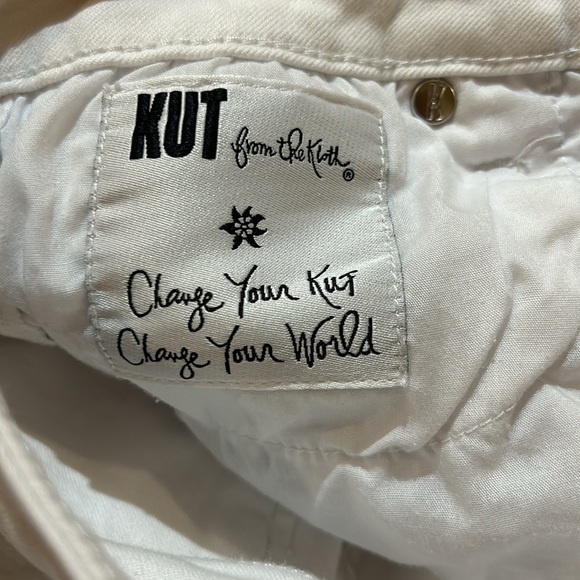 KUT from the Kloth®
Change Your Kut
Change Your World